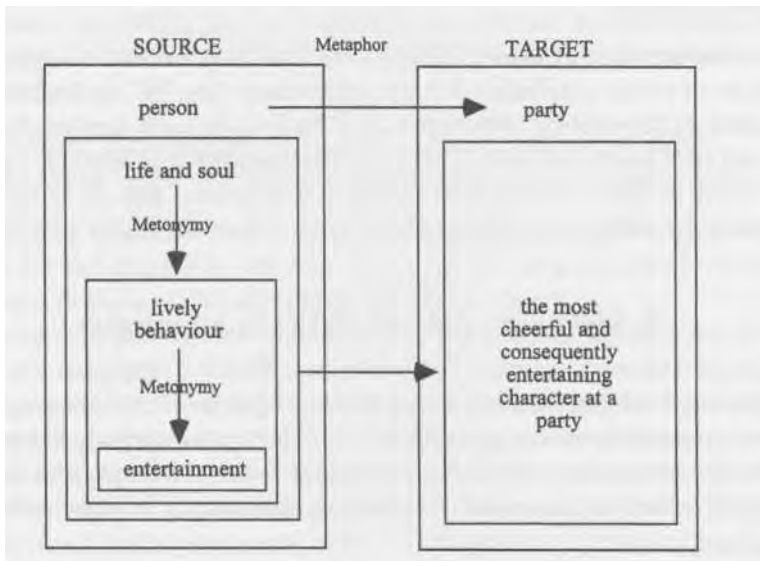 SOURCE
Metaphor
TARGET
person
party
life and soul
Metonymy
lively
behaviour
Metonymy
entertainment
the most
cheerful and
consequently
entertaining
character at a
party